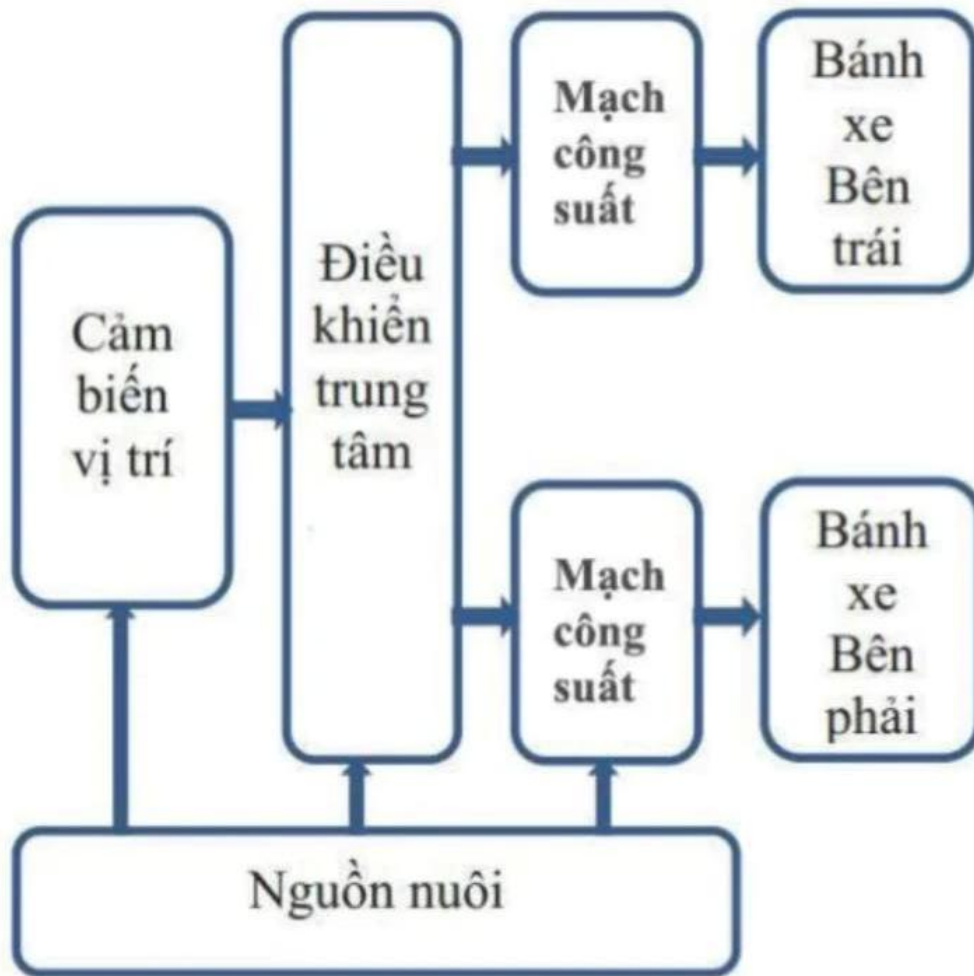 Cảm
biến
vị trí
Điều
khiển
trung
tâm
Mạch
công
suất
Bánh
xe
Bên
trái
Mạch
công
suất
Bánh
xe
Bên
phải
Nguồn nuôi